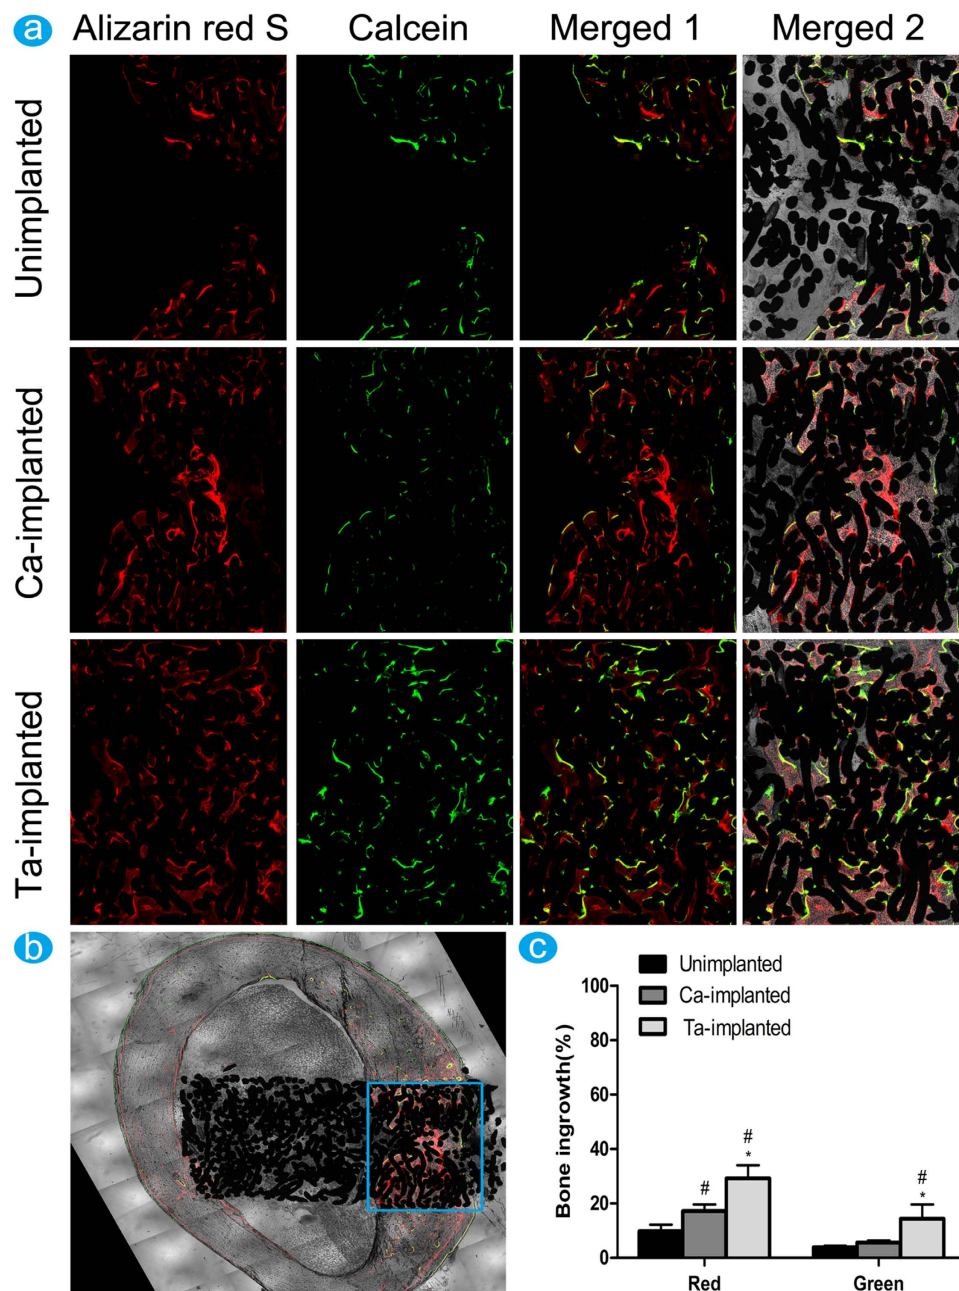 a
Alizarin red S
Calcein
Merged 1
Merged 2
Unimplanted
Ca-implanted
Ta-implanted
b
c
Unimplanted
Ca-implanted
Ta-implanted
Bone ingrowth(%)
100
80
60
40
20
0
#
#
*
#
*
Red
Green